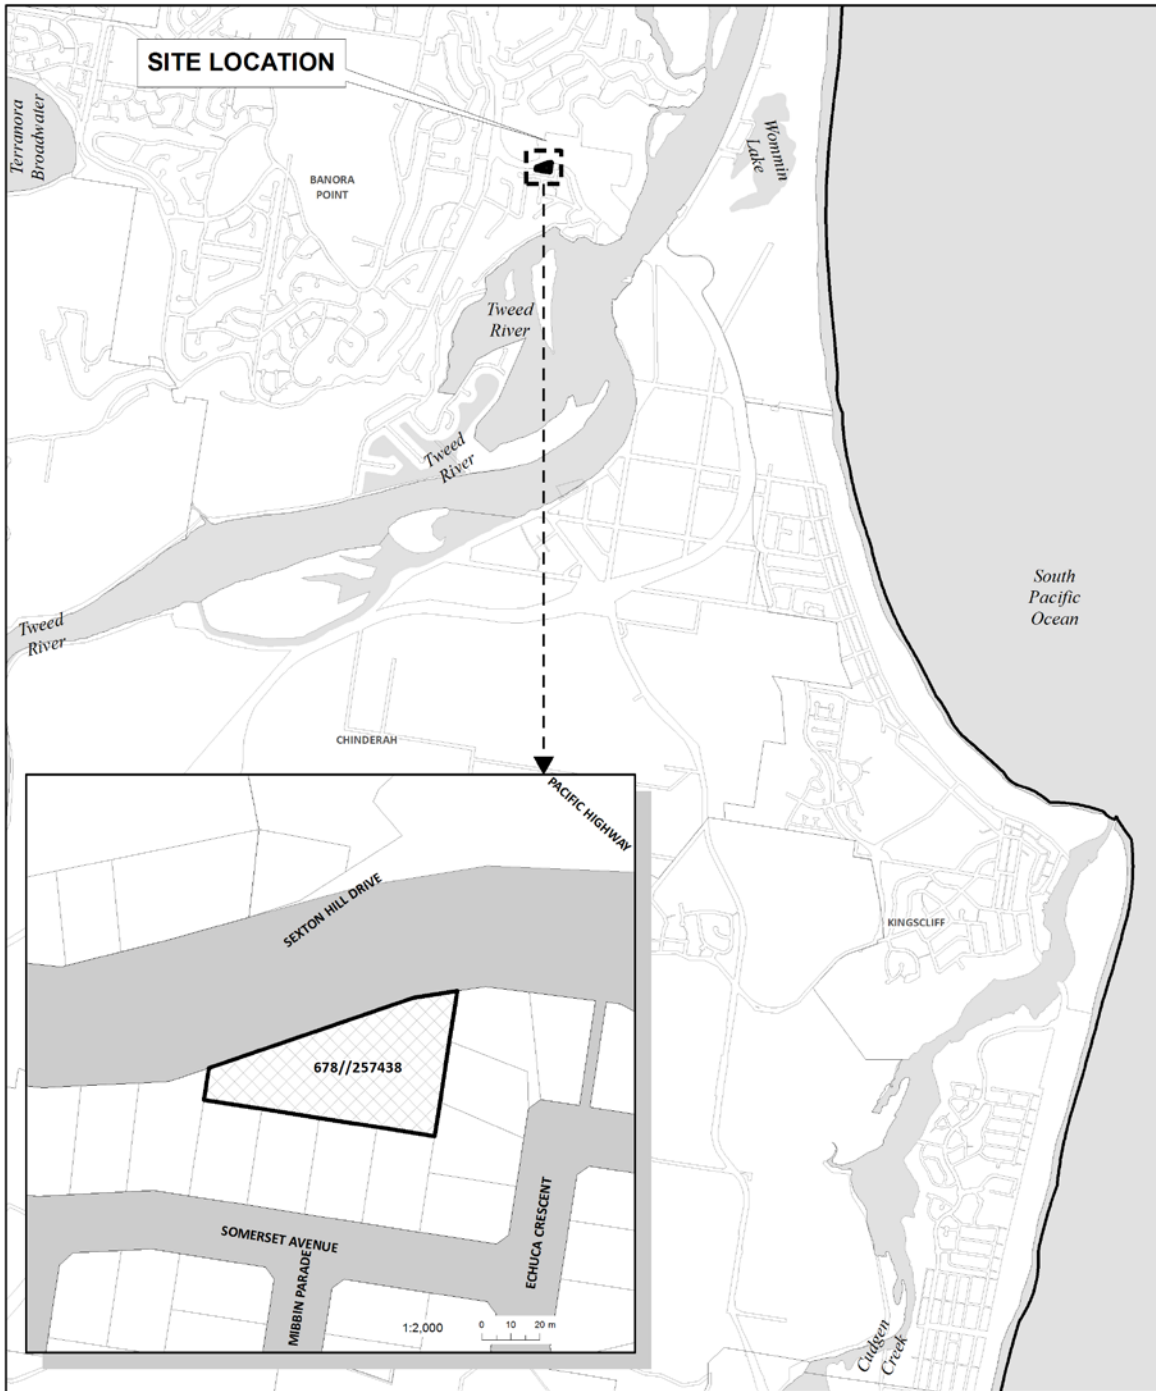 SITE LOCATION
Terranora
Broadwater
Wommin
Lake
BANORA
POINT
Tweed
River
Tweed
River
South
Pacific
Ocean
Tweed
River
CHINDERAH
PACIFIC HIGHWAY
SEXTON HILL DRIVE
KINGSCLIFF
678//257438
ECHUCA CRESCENT
SOMERSET AVENUE
MIBBIN PARADE
1:2,000
0 10 20 m
Cudgen
Creek